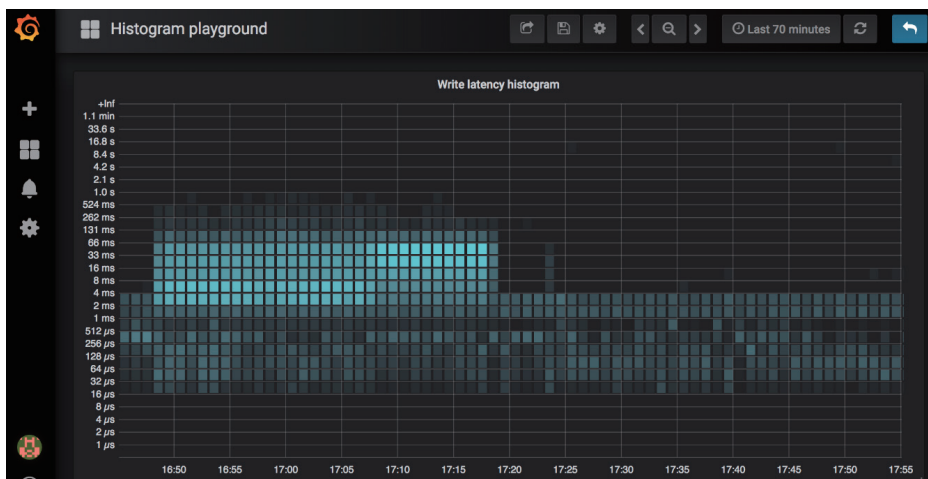 Histogram playground
Last 70 minutes
Write latency histogram
+Inf
1.1 min
33.6 s
16.8 s
8.4 s
4.2 s
2.1 s
1.0 s
524 ms
262 ms
131 ms
66 ms
33 ms
16 ms
8 ms
4 ms
2 ms
1 ms
512 µs
256 µs
128 µs
64 µs
32 µs
16 µs
8 µs
4 µs
2 µs
1 µs
16:50 16:55 17:00 17:05 17:10 17:15 17:20 17:25 17:30 17:35 17:40 17:45 17:50 17:55